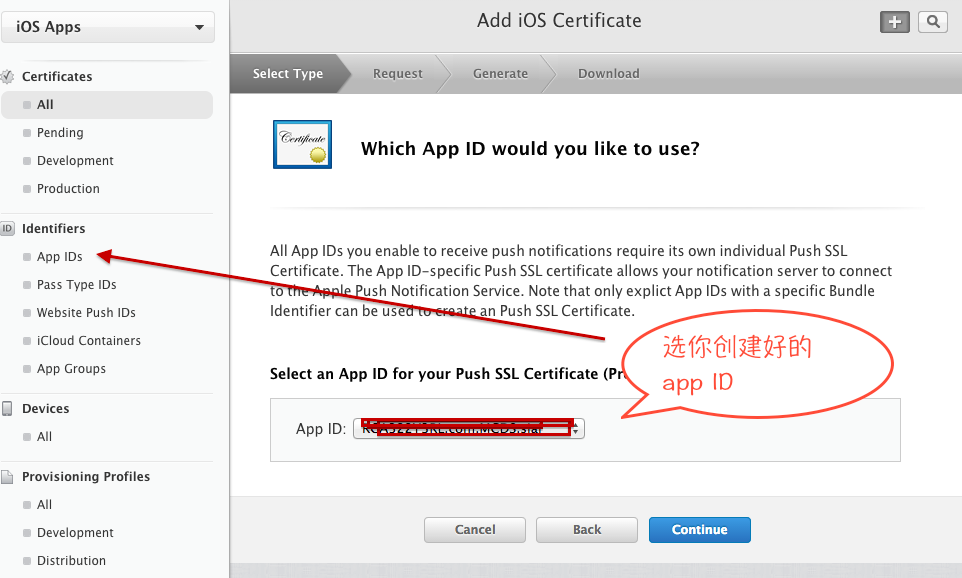 iOS Apps
Certificates
All
Pending
Development
Production
ID
Identifiers
App IDs
Pass Type IDs
Website Push IDs
iCloud Containers
App Groups
Devices
All
Provisioning Profiles
All
Development
Distribution
Add iOS Certificate
Select Type
Request
Generate
Download
Certificate
Which App ID would you like to use?
All App IDs you enable to receive push notifications require its own individual Push SSL
Certificate. The App ID-specific Push SSL certificate allows your notification server to connect
to the Apple Push Notification Service. Note that only explict App IDs with a specific Bundle
Identifier can be used to create an Push SSL Certificate.
选你创建好的
app ID
Select an App ID for your Push SSL Certificate
App ID:
Cancel
Back
Continue